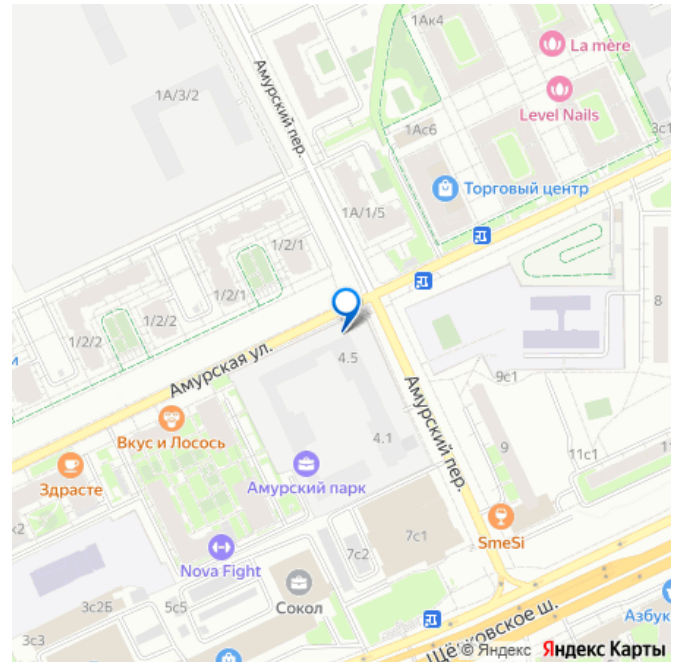 1Ак4
La mere
Амурский пер.
1А/3/2
Level Nails
1Ас6
3с1
Торговый центр
1А/1/5
1/2/1
1/2/1
8
1/2/2
1/2/2
Амурская ул.
4.5
9с1
Амурский пер.
Вкус и Лосось
4.1
9
11с1
Здрасте
Амурский парк
SmeSi
7с1
7с2
Nova Fight
Сокол
3с2Б
5с5
3с3
Щёлковское ш.
Азбук
© Яндекс Яндекс Карты